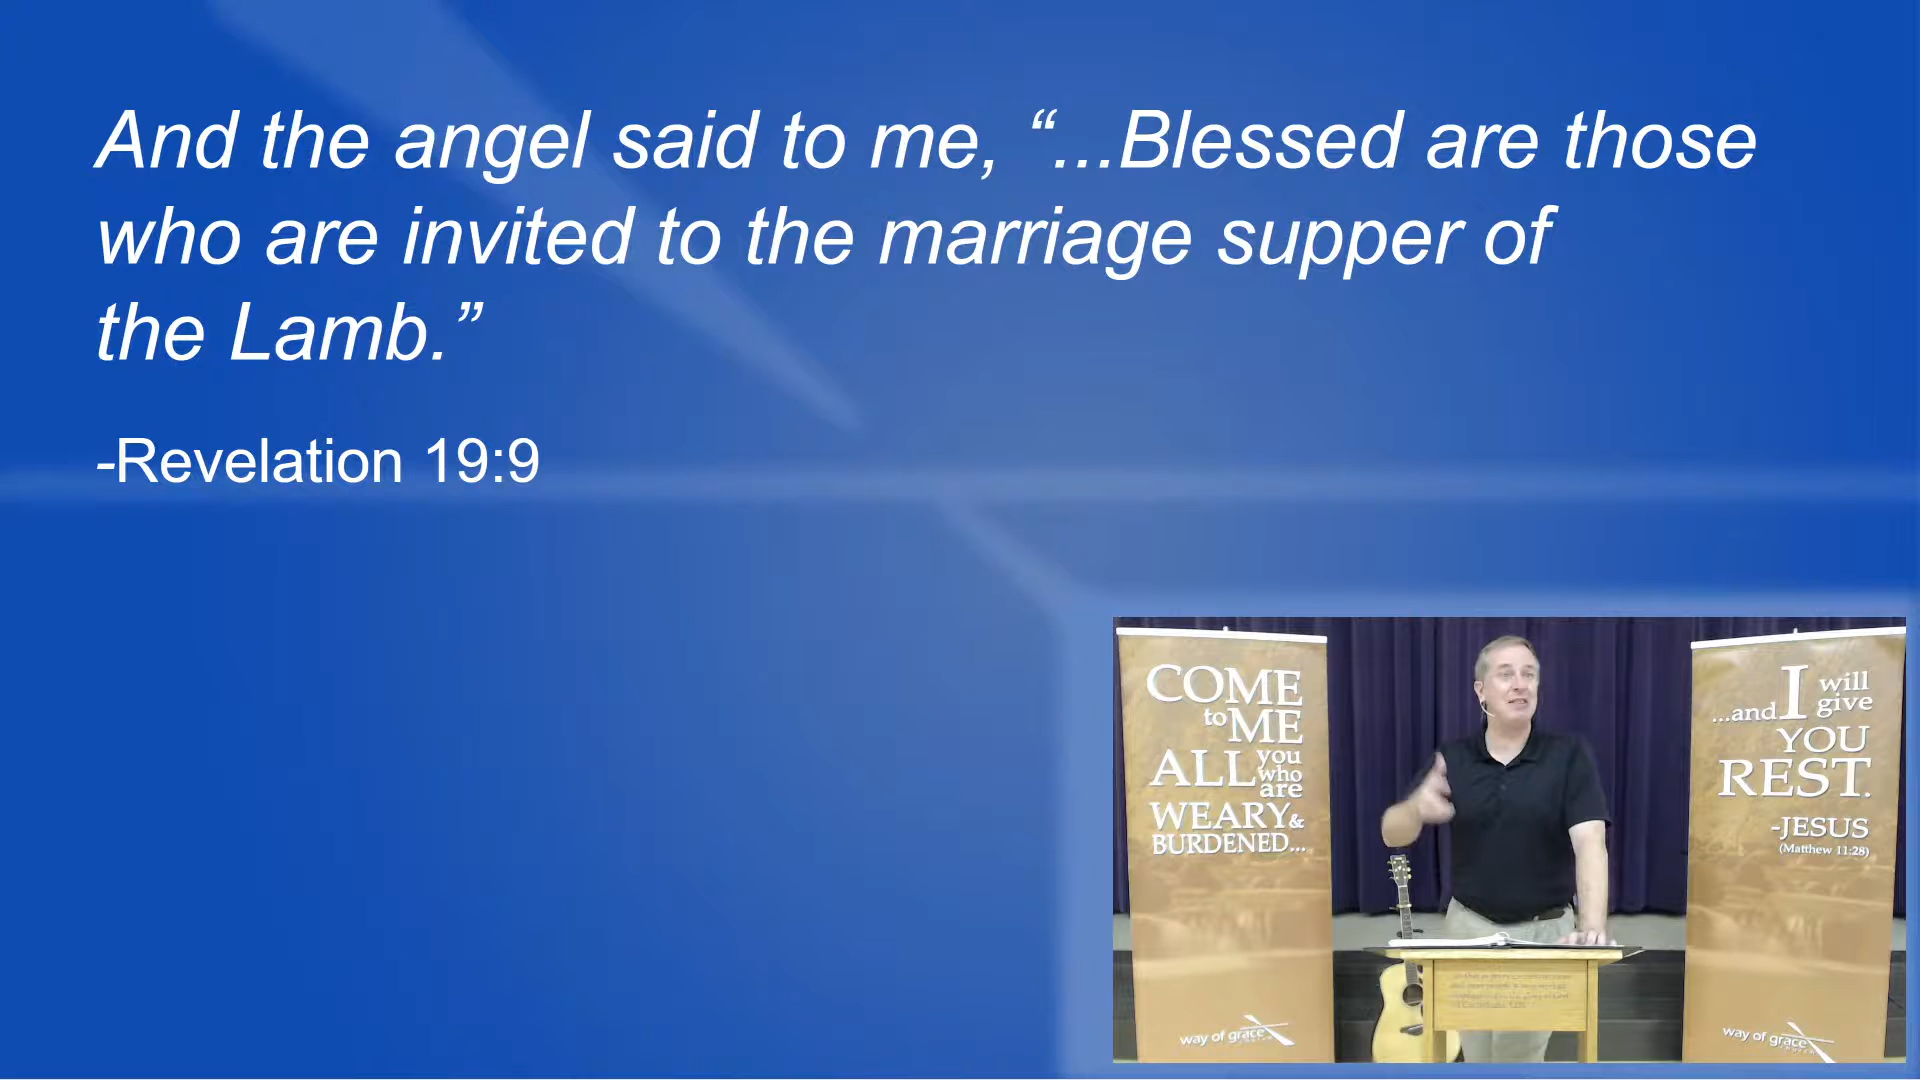 And the angel said to me, “...Blessed are those
who are invited to the marriage supper of
the Lamb.”
-Revelation 19:9
COME
to ME
ALL you who are
WEARY &
BURDENED...
way of grace
CHURCH
...and I will give
YOU
REST.
-JESUS
(Matthew 11:28)
way of grace
CHURCH